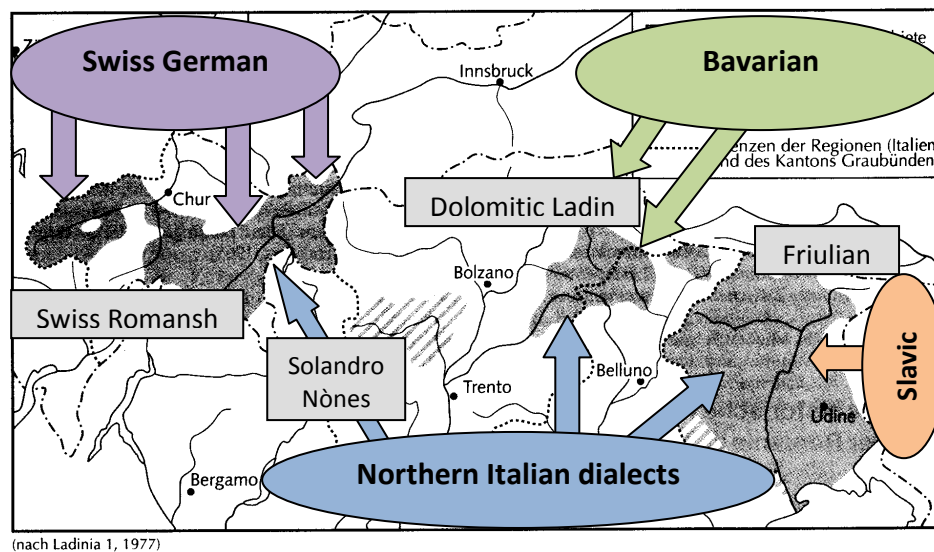 Swiss German
Bavarian
Innsbruck
nzen der Regionen (Italien
nd des Kantons Graubünden
Chur
Dolomitic Ladin
Friulian
Bolzano
Swiss Romansh
Slavic
Solandro
Nònes
Trento
Belluno
Udine
Northern Italian dialects
Bergamo
(nach Ladinia 1, 1977)